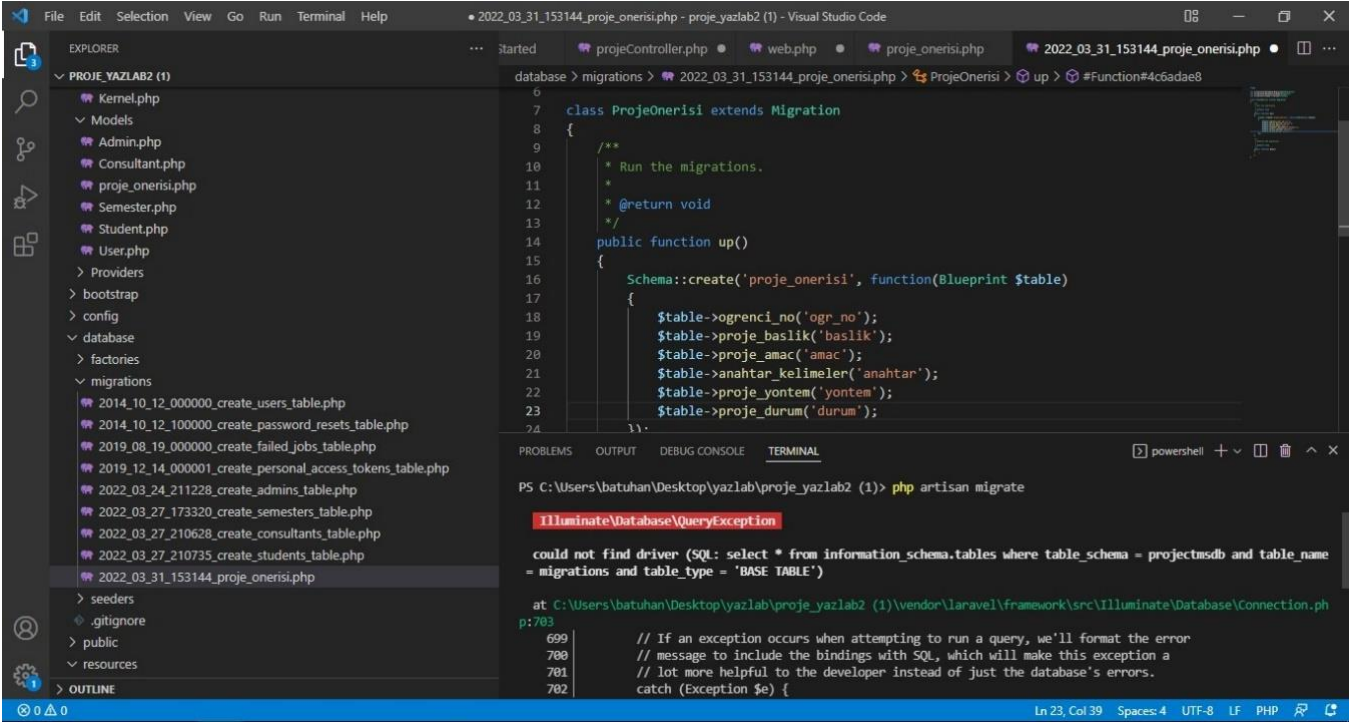 File Edit Selection View Go Run Terminal Help
● 2022_03_31_153144_proje_onerisi.php - proje_yazlab2 (1) - Visual Studio Code
EXPLORER
PROJE_YAZLAB2 (1)
Kernel.php
Models
Admin.php
Consultant.php
proje_onerisi.php
Semester.php
Student.php
User.php
Providers
bootstrap
config
database
factories
migrations
2014_10_12_000000_create_users_table.php
2014_10_12_100000_create_password_resets_table.php
2019_08_19_000000_create_failed_jobs_table.php
2019_12_14_000001_create_personal_access_tokens_table.php
2022_03_24_211228_create_admins_table.php
2022_03_27_173320_create_semesters_table.php
2022_03_27_210628_create_consultants_table.php
2022_03_27_210735_create_students_table.php
2022_03_31_153144_proje_onerisi.php
seeders
.gitignore
public
resources
OUTLINE
3
1
Started projeController.php ● web.php ● proje_onerisi.php 2022_03_31_153144_proje_onerisi.php ●
database > migrations > 2022_03_31_153144_proje_onerisi.php > ProjeOnerisi > up > #Function#4c6adae8
6
7 class ProjeOnerisi extends Migration
8 {
9 /**
10 * Run the migrations.
11 *
12 * @return void
13 */
14 public function up()
15 {
16 Schema::create('proje_onerisi', function(Blueprint $table)
17 {
18 $table->ogrenci_no('ogr_no');
19 $table->proje_baslik('baslik');
20 $table->proje_amac('amac');
21 $table->anahtar_kelimeler('anahtar');
22 $table->proje_yontem('yontem');
23 $table->proje_durum('durum');
24 });
PROBLEMS OUTPUT DEBUG CONSOLE TERMINAL powershell
PS C:\Users\batuhan\Desktop\yazlab\proje_yazlab2 (1)> php artisan migrate
Illuminate\Database\QueryException
could not find driver (SQL: select * from information_schema.tables where table_schema = projectmsdb and table_name
= migrations and table_type = 'BASE TABLE')
at C:\Users\batuhan\Desktop\yazlab\proje_yazlab2 (1)\vendor\laravel\framework\src\Illuminate\Database\Connection.ph
p:703
699 // If an exception occurs when attempting to run a query, we'll format the error
700 // message to include the bindings with SQL, which will make this exception a
701 // lot more helpful to the developer instead of just the database's errors.
702 catch (Exception $e) {
0 0 Ln 23, Col 39 Spaces: 4 UTF-8 LF PHP